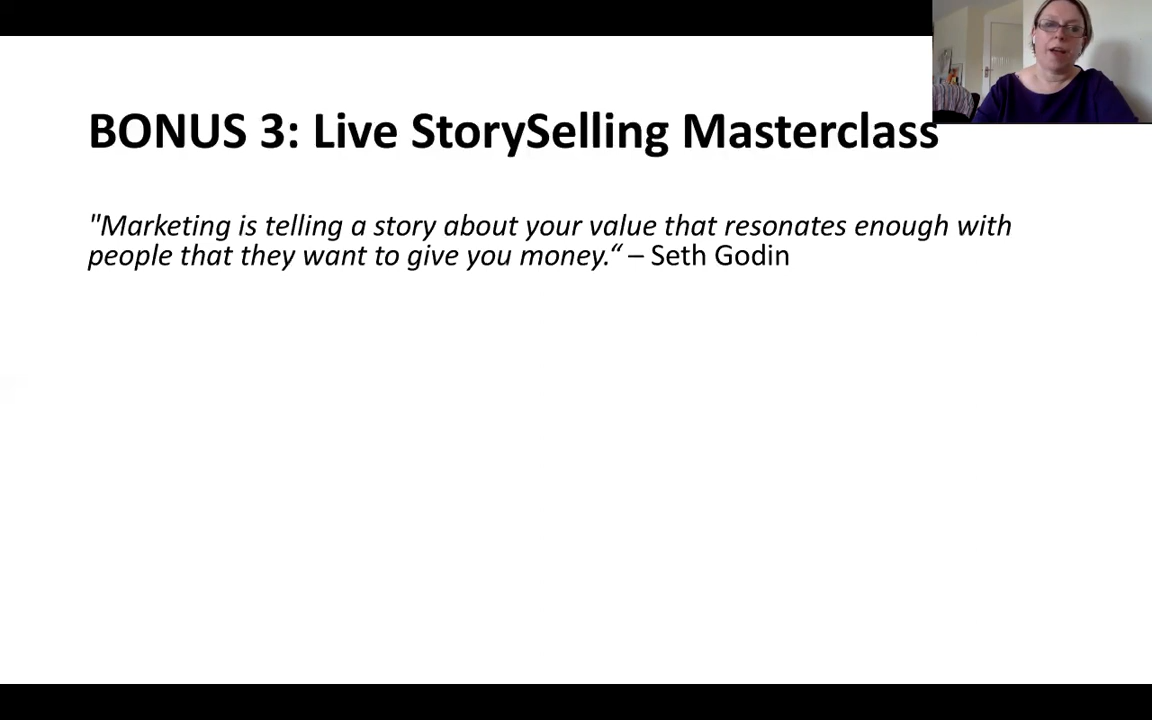 BONUS 3: Live StorySelling Masterclass
"Marketing is telling a story about your value that resonates enough with
people that they want to give you money.“ – Seth Godin